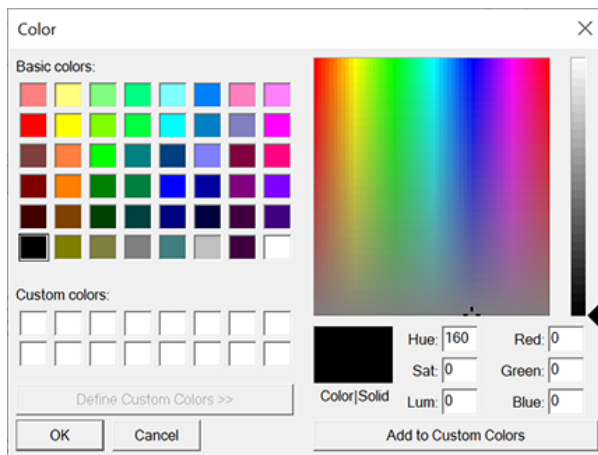 Color
Basic colors:
Custom colors:
Define Custom Colors >>
OK Cancel
Color|Solid
Hue: 160 Red: 0
Sat: 0 Green: 0
Lum: 0 Blue: 0
Add to Custom Colors